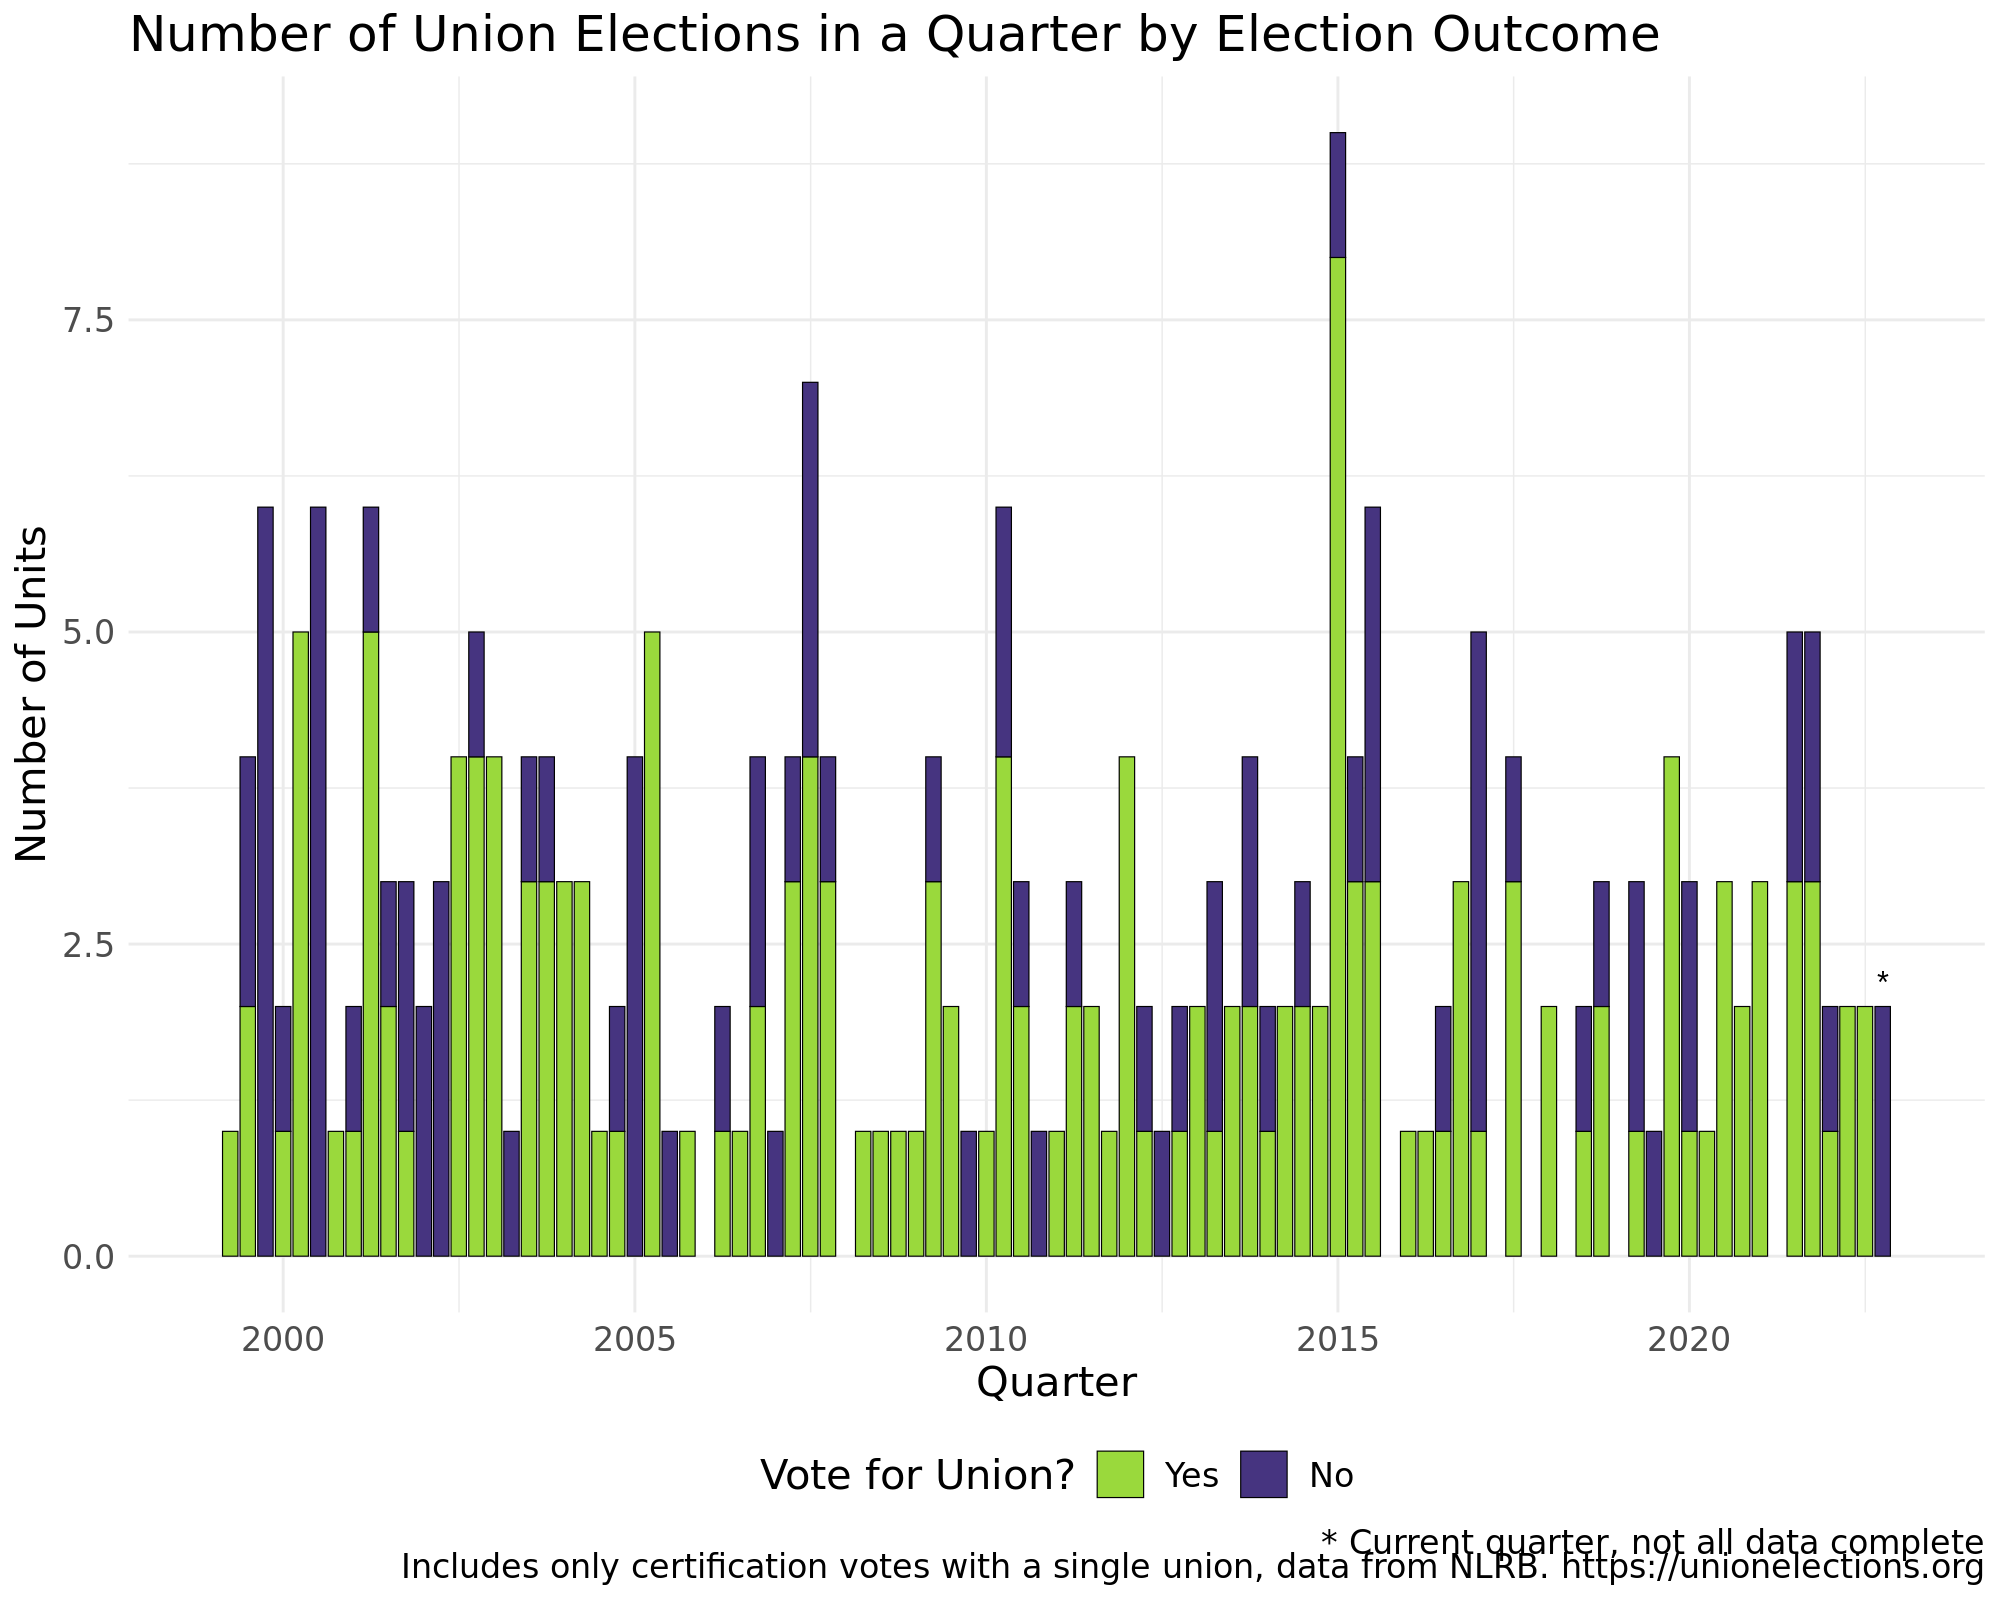 Number of Union Elections in a Quarter by Election Outcome
Number of Units
7.5
5.0
2.5
0.0
*
2000 2005 2010 2015 2020
Quarter
Vote for Union? Yes No
* Current quarter, not all data complete
Includes only certification votes with a single union, data from NLRB. https://unionelections.org